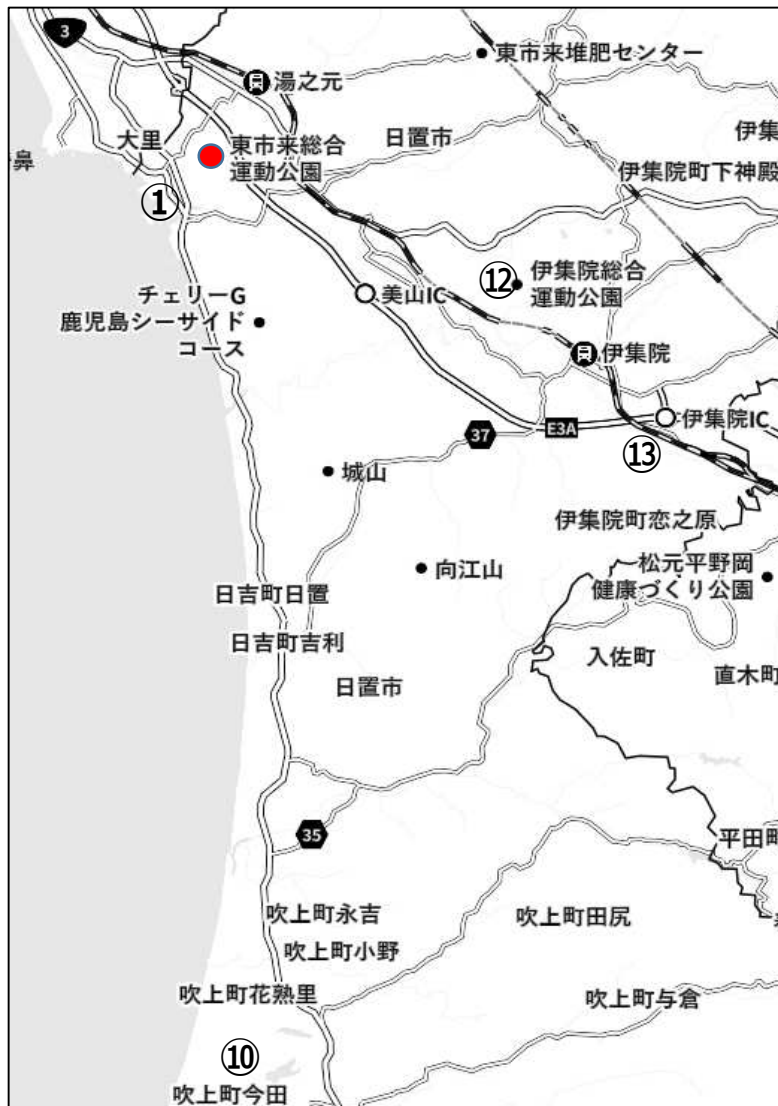 3
東市来堆肥センター
湯之元
大里
東市来総合
運動公園
日置市
伊集
鼻
伊集院町下神殿
①
⑫
伊集院総合
運動公園
美山IC
チェリーG
鹿児島シーサイド
コース
伊集院
37
E3A
伊集院IC
⑬
城山
伊集院町恋之原
向江山
松元平野岡
健康づくり公園
日吉町日置
日吉町吉利
入佐町
直木町
日置市
35
平田町
吹上町永吉
吹上町田尻
吹上町小野
吹上町花熟里
吹上町与倉
⑩
吹上町今田